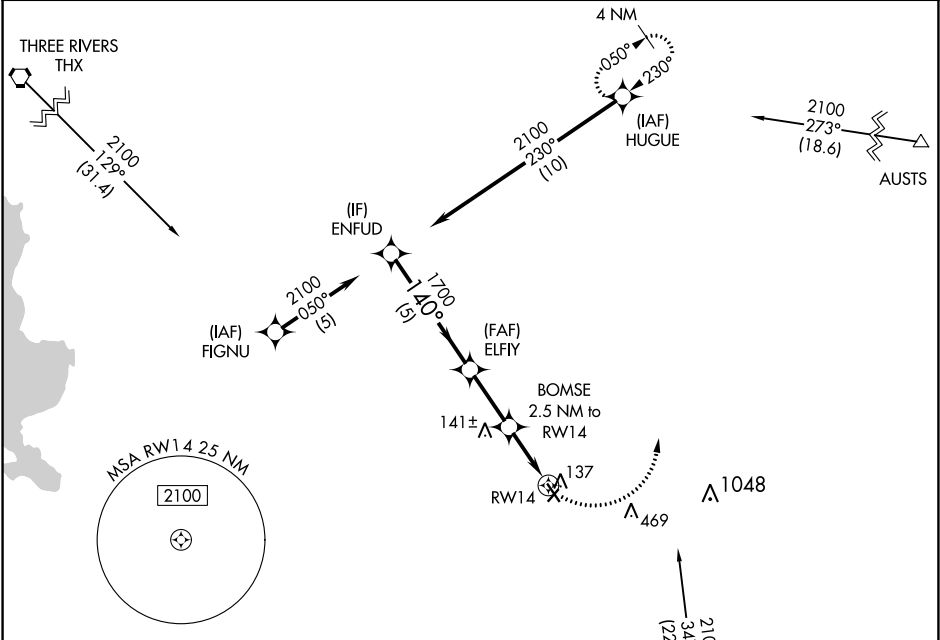 4 NM
050°
230°
THREE RIVERS
THX
2100
129°
(31.4)
(IAF)
HUGUE
2100
230°
(10)
2100
273°
(18.6)
AUSTS
(IF)
ENFUD
2100
050°
(5)
(IAF)
FIGNU
1700
140°
(5)
(FAF)
ELFIY
BOMSE
2.5 NM to
RW14
141±
137
RW14
1048
469
MSA RW14 25 NM
2100